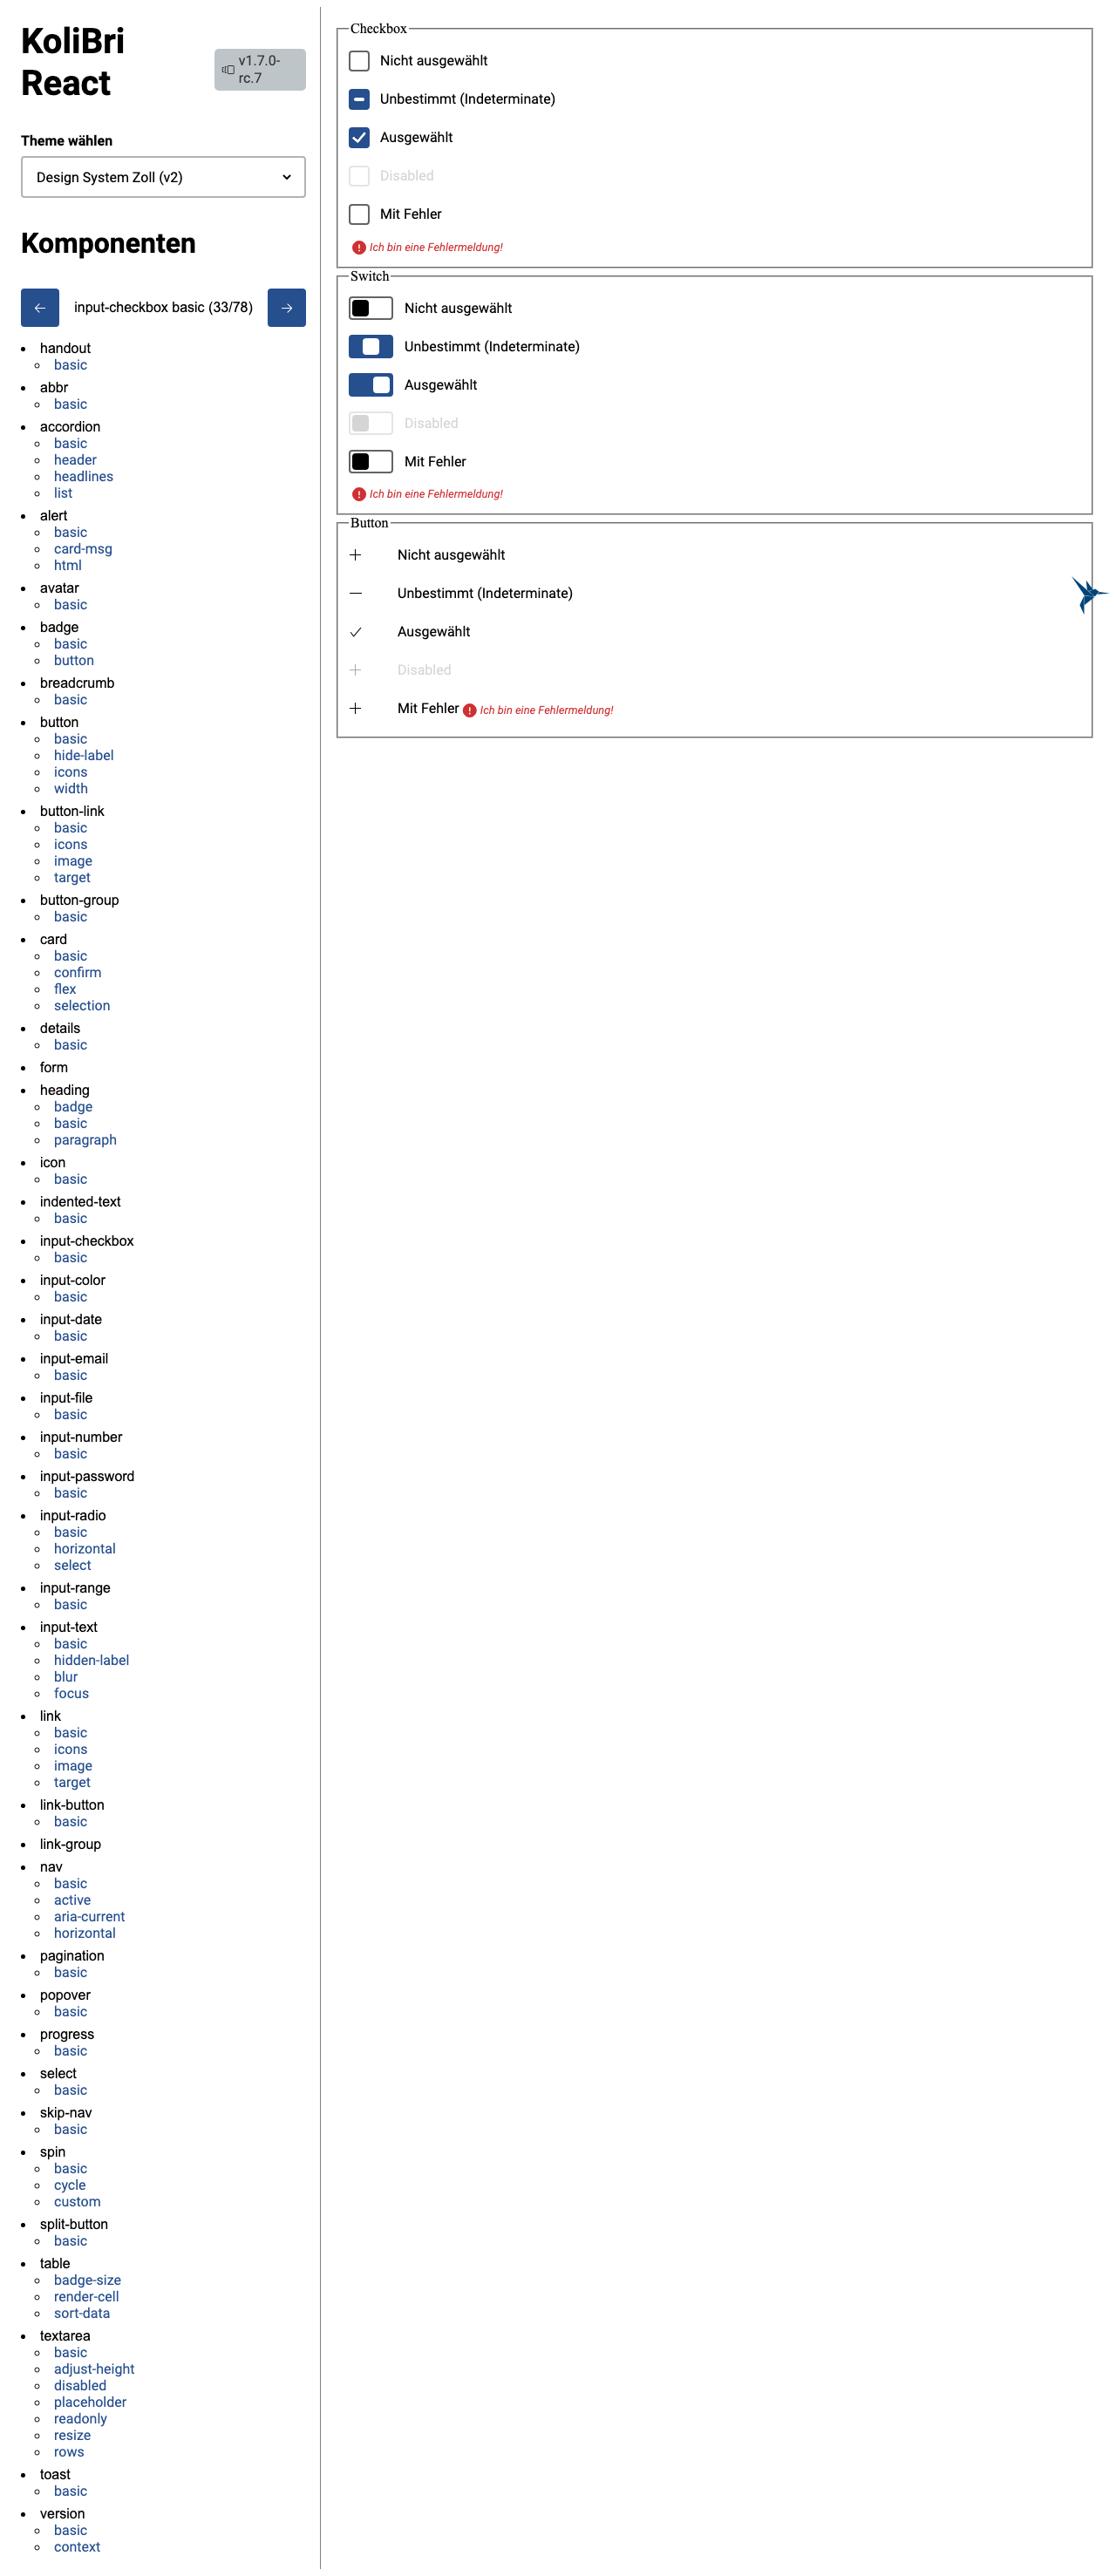 KoliBri
React
v1.7.0-
rc.7
Theme wählen
Design System Zoll (v2)
Komponenten
input-checkbox basic (33/78)
handout
basic
abbr
basic
accordion
basic
header
headlines
list
alert
basic
card-msg
html
avatar
basic
badge
basic
button
breadcrumb
basic
button
basic
hide-label
icons
width
button-link
basic
icons
image
target
button-group
basic
card
basic
confirm
flex
selection
details
basic
form
heading
badge
basic
paragraph
icon
basic
indented-text
basic
input-checkbox
basic
input-color
basic
input-date
basic
input-email
basic
input-file
basic
input-number
basic
input-password
basic
input-radio
basic
horizontal
select
input-range
basic
input-text
basic
hidden-label
blur
focus
link
basic
icons
image
target
link-button
basic
link-group
nav
basic
active
aria-current
horizontal
pagination
basic
popover
basic
progress
basic
select
basic
skip-nav
basic
spin
basic
cycle
custom
split-button
basic
table
badge-size
render-cell
sort-data
textarea
basic
adjust-height
disabled
placeholder
readonly
resize
rows
toast
basic
version
basic
context
Checkbox
Nicht ausgewählt
Unbestimmt (Indeterminate)
Ausgewählt
Disabled
Mit Fehler
Ich bin eine Fehlermeldung!
Switch
Nicht ausgewählt
Unbestimmt (Indeterminate)
Ausgewählt
Disabled
Mit Fehler
Ich bin eine Fehlermeldung!
Button
Nicht ausgewählt
Unbestimmt (Indeterminate)
Ausgewählt
Disabled
Mit Fehler Ich bin eine Fehlermeldung!